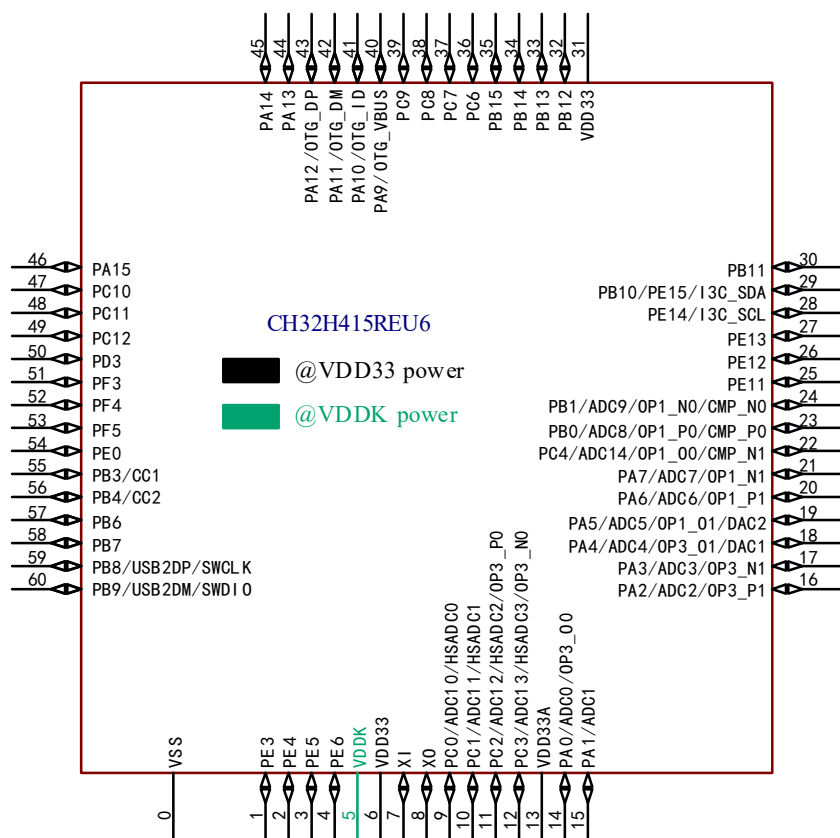 45 44 43 42 41 40 39 38 37 36 35 34 33 32 31
PA14
PA13
PA12/OTG_DP
PA11/OTG_DM
PA10/OTG_ID
PA9/OTG_VBUS
PC9
PC8
PC7
PC6
PB15
PB14
PB13
PB12
VDD33
46 PA15
47 PC10
48 PC11
49 PC12
50 PD3
51 PF3
52 PF4
53 PF5
54 PE0
55 PB3/CC1
56 PB4/CC2
57 PB6
58 PB7
59 PB8/USB2DP/SWCLK
60 PB9/USB2DM/SWDIO
CH32H415REU6
@VDD33 power
@VDDK power
PB11 30
PB10/PE15/I3C_SDA 29
PE14/I3C_SCL 28
PE13 27
PE12 26
PE11 25
PB1/ADC9/OP1_N0/CMP_N0 24
PB0/ADC8/OP1_P0/CMP_P0 23
PC4/ADC14/OP1_O0/CMP_N1 22
PA7/ADC7/OP1_N1 21
PA6/ADC6/OP1_P1 20
PA5/ADC5/OP1_O1/DAC2 19
PA4/ADC4/OP3_O1/DAC1 18
PA3/ADC3/OP3_N1 17
PA2/ADC2/OP3_P1 16
VSS
PE3
PE4
PE5
PE6
VDDK
VDD33
XI
XO
PC0/ADC10/HSADC0
PC1/ADC11/HSADC1
PC2/ADC12/HSADC2/OP3_P0
PC3/ADC13/HSADC3/OP3_N0
VDD33A
PA0/ADC0/OP3_O0
PA1/ADC1
0 1 2 3 4 5 6 7 8 9 10 11 12 13 14 15